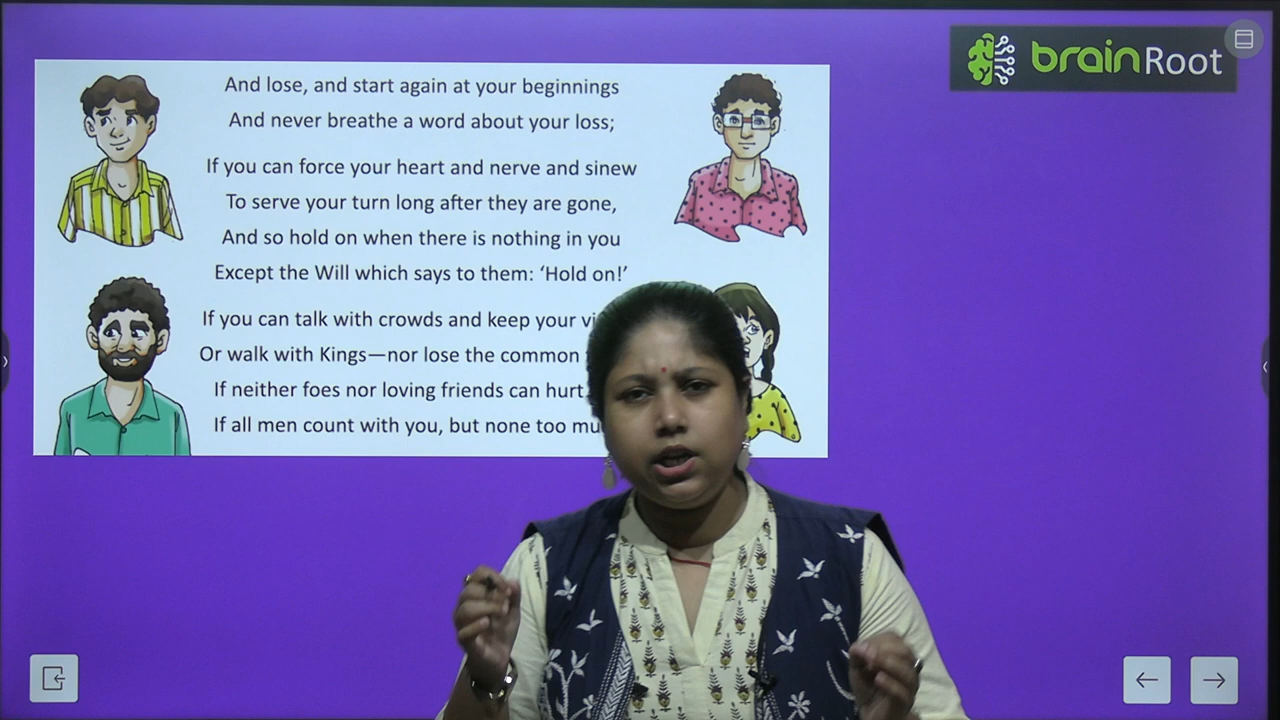 brainRoot
And lose, and start again at your beginnings
And never breathe a word about your loss;
If you can force your heart and nerve and sinew
To serve your turn long after they are gone,
And so hold on when there is nothing in you
Except the Will which says to them: ‘Hold on!’
If you can talk with crowds and keep your
Or walk with Kings—nor lose the common
If neither foes nor loving friends can hurt
If all men count with you, but none too